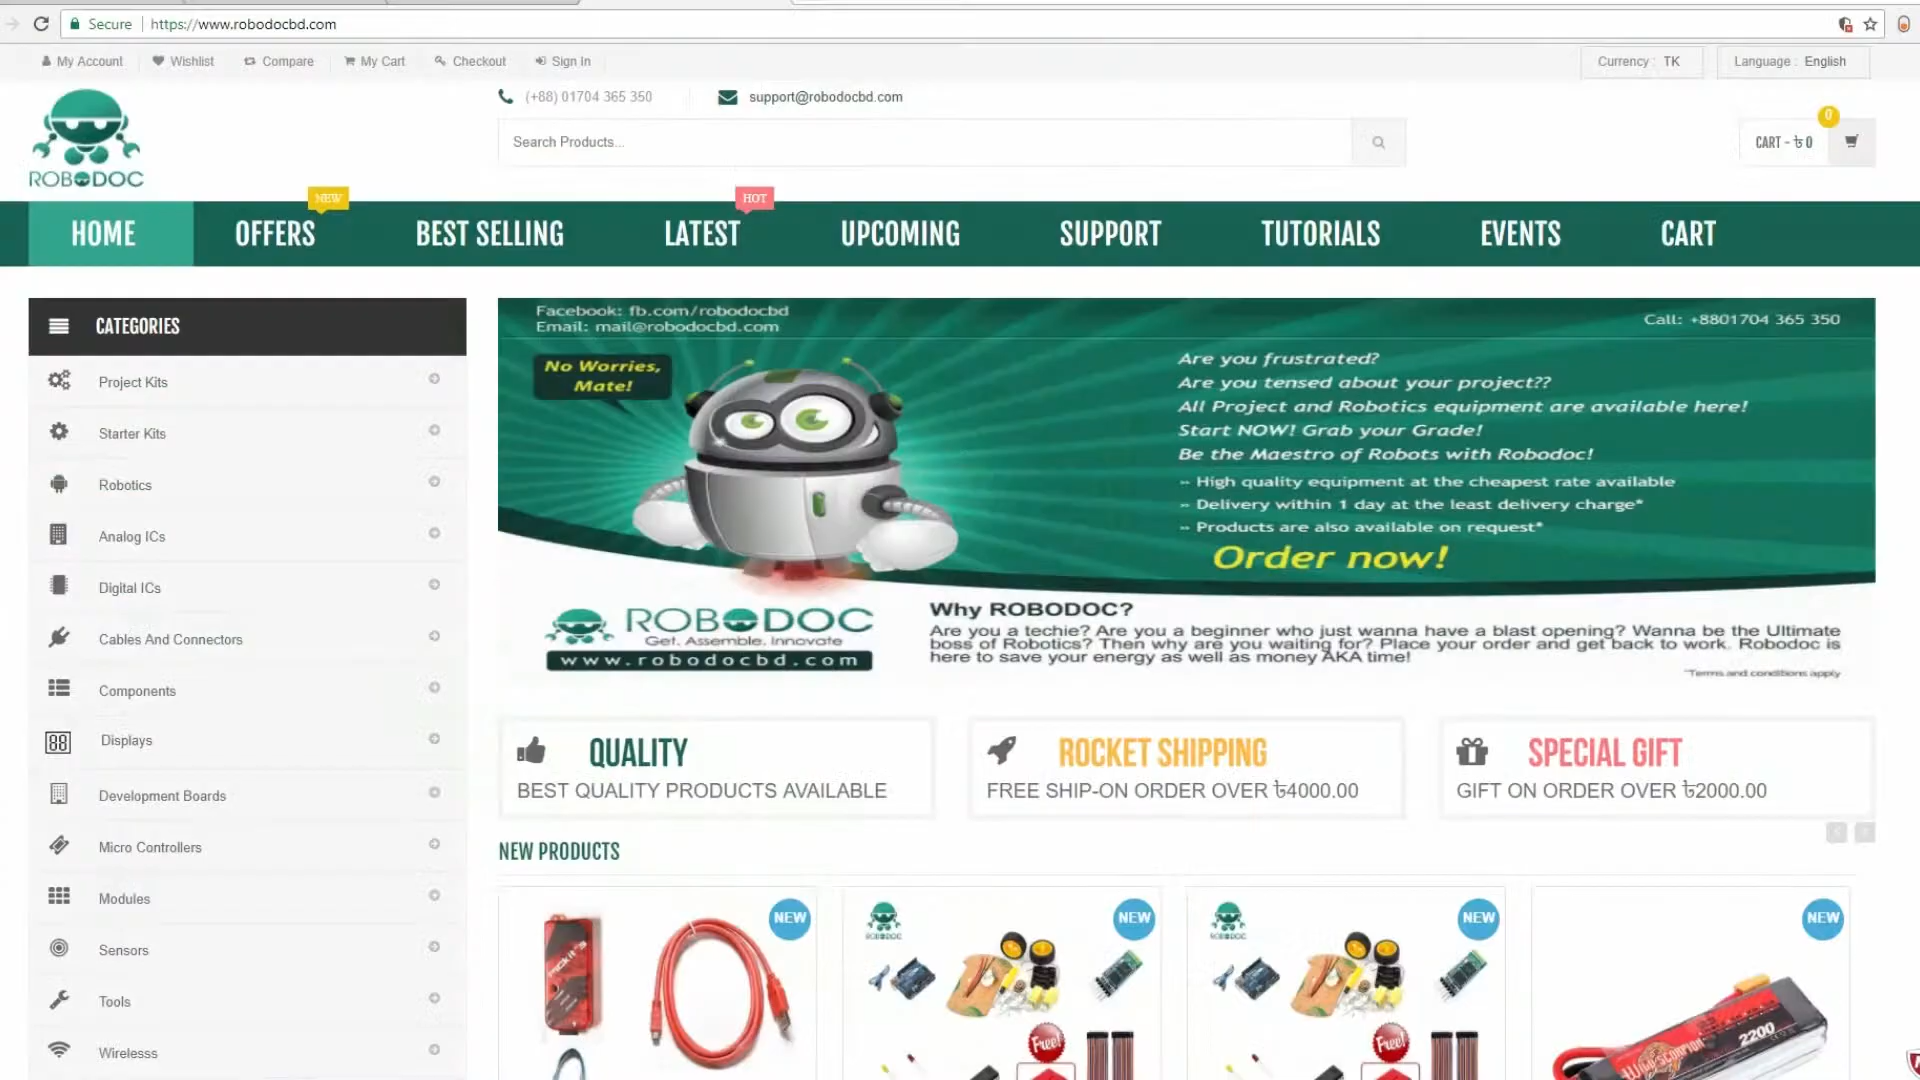 Secure https://www.robodocbd.com
My Account Wishlist Compare My Cart Checkout Sign In Currency : TK Language : English
(+88) 01704 365 350 support@robodocbd.com
ROBODOC
Search Products...
0
CART - ৳ 0
NEW HOT
HOME OFFERS BEST SELLING LATEST UPCOMING SUPPORT TUTORIALS EVENTS CART
CATEGORIES
Project Kits
Starter Kits
Robotics
Analog ICs
Digital ICs
Cables And Connectors
Components
88 Displays
Development Boards
Micro Controllers
Modules
Sensors
Tools
Wirelesss
Facebook: fb.com/robodocbd
Email: mail@robodocbd.com
Call: +8801704 365 350
No Worries,
Mate!
Are you frustrated?
Are you tensed about your project??
All Project and Robotics equipment are available here!
Start NOW! Grab your Grade!
Be the Maestro of Robots with Robodoc!
-- High quality equipment at the cheapest rate available
-- Delivery within 1 day at the least delivery charge*
-- Products are also available on request*
Order now!
ROBODOC
Get. Assemble. Innovate
www.robodocbd.com
Why ROBODOC?
Are you a techie? Are you a beginner who just wanna have a blast opening? Wanna be the Ultimate
boss of Robotics? Then why are you waiting for? Place your order and get back to work. Robodoc is
here to save your energy as well as money AKA time!
*Terms and conditions apply
QUALITY
BEST QUALITY PRODUCTS AVAILABLE
ROCKET SHIPPING
FREE SHIP-ON ORDER OVER ৳4000.00
SPECIAL GIFT
GIFT ON ORDER OVER ৳2000.00
NEW PRODUCTS
NEW
ROBODOC NEW
ROBODOC NEW
NEW
Free!
Free!
2200